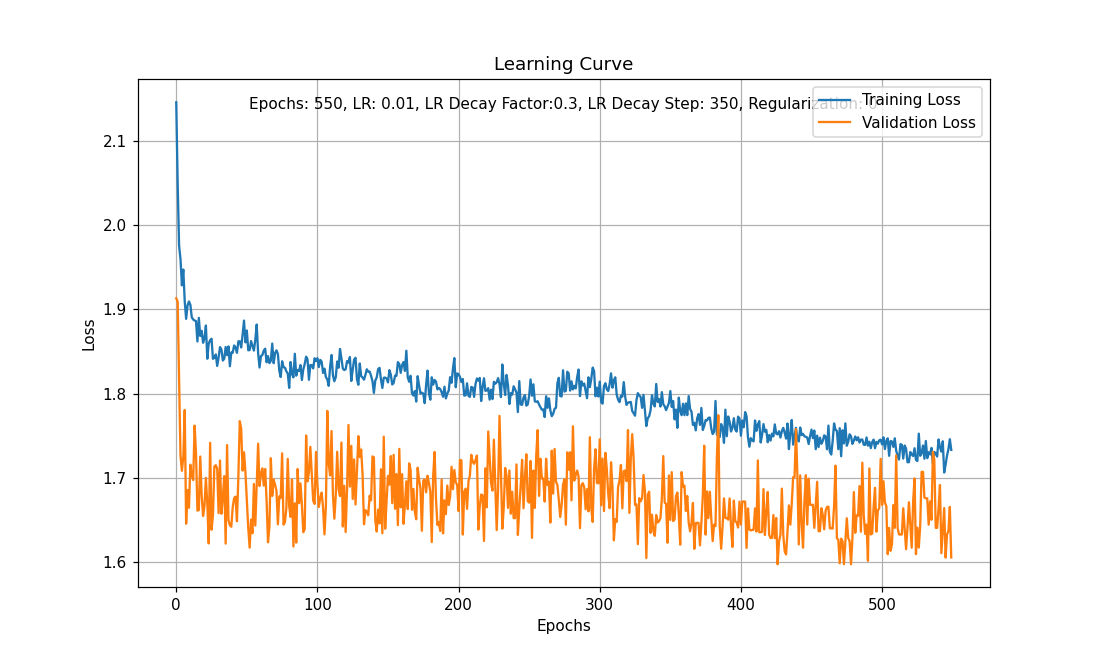 Learning Curve
Epochs: 550, LR: 0.01, LR Decay Factor:0.3, LR Decay Step: 350, Regularization: 0
Training Loss
Validation Loss
2.1
2.0
1.9
1.8
1.7
1.6
Loss
0 100 200 300 400 500
Epochs